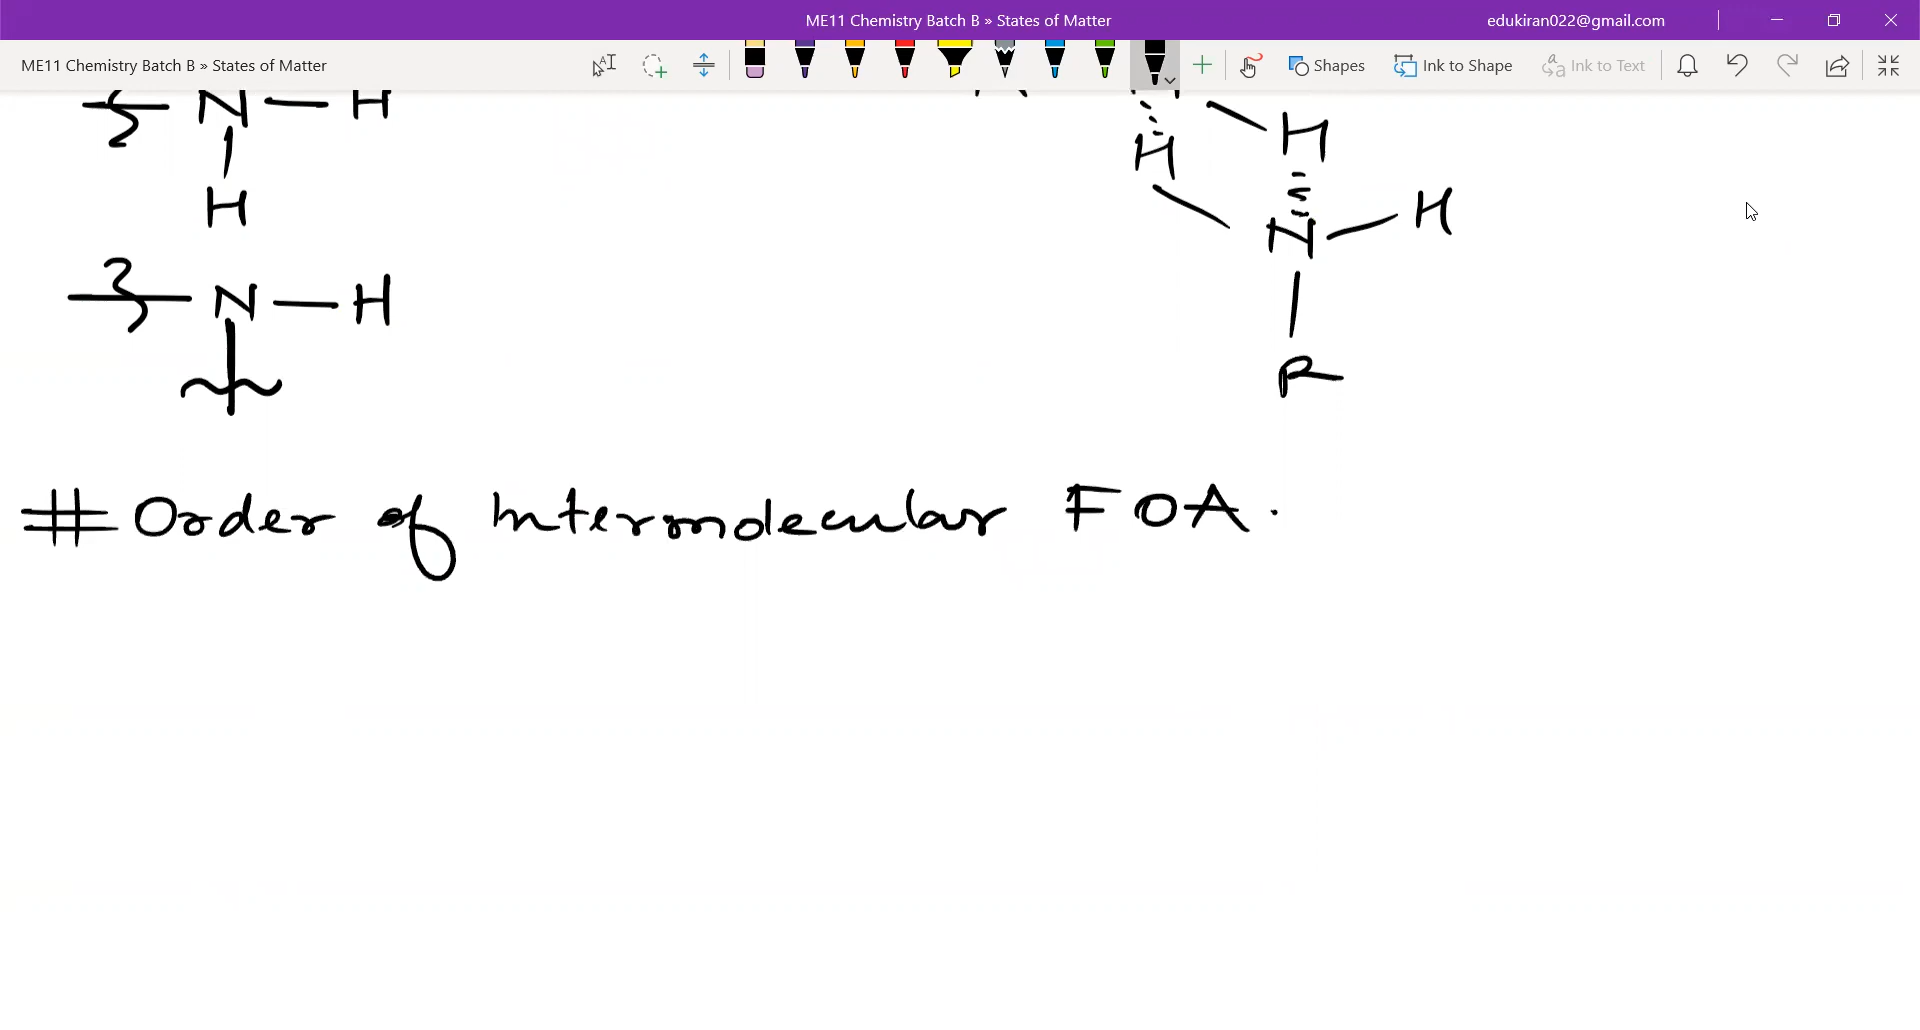 ME11 Chemistry Batch B » States of Matter
edukiran022@gmail.com
ME11 Chemistry Batch B » States of Matter
Shapes
Ink to Shape
Ink to Text
N — H
H
N — H
H
H
N — H
R
# Order of Intermolecular FOA.